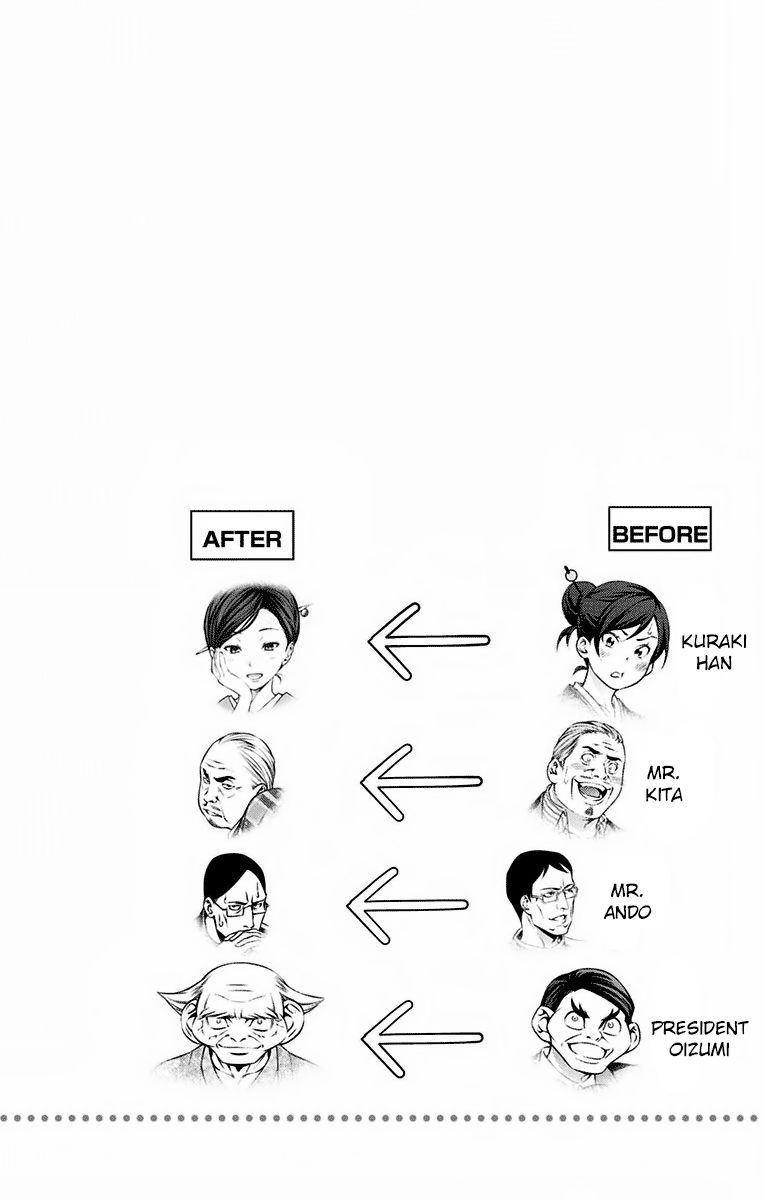 BEFORE
AFTER
KURAKI
HAN
MR.
KITA
MR.
ANDO
PRESIDENT
OIZUMI